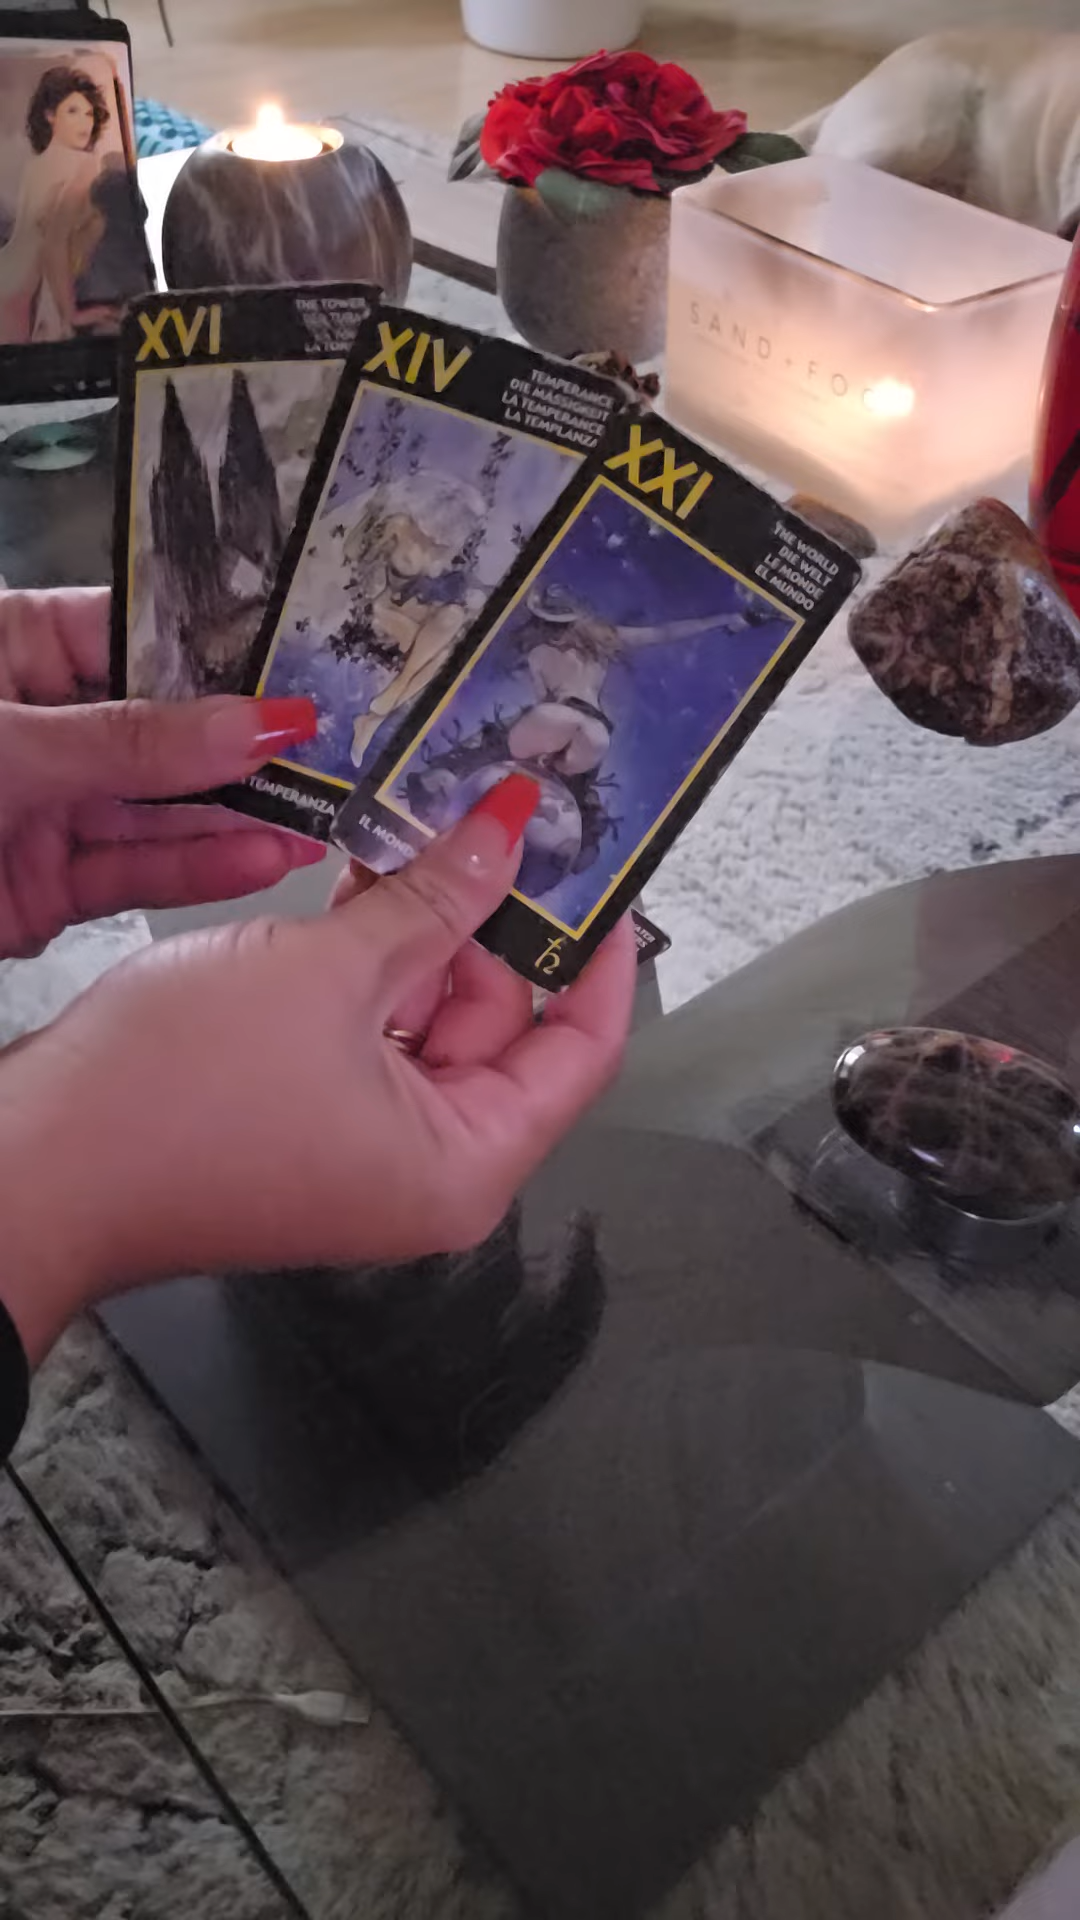 XVI
THE TOWER
XIV
TEMPERANCE
DIE MÄSSIGKEIT
LA TEMPERANCE
LA TEMPLANZA
XXI
THE WORLD
DIE WELT
LE MONDE
EL MUNDO
TEMPERANZA
IL MONDO
SAND + FOG